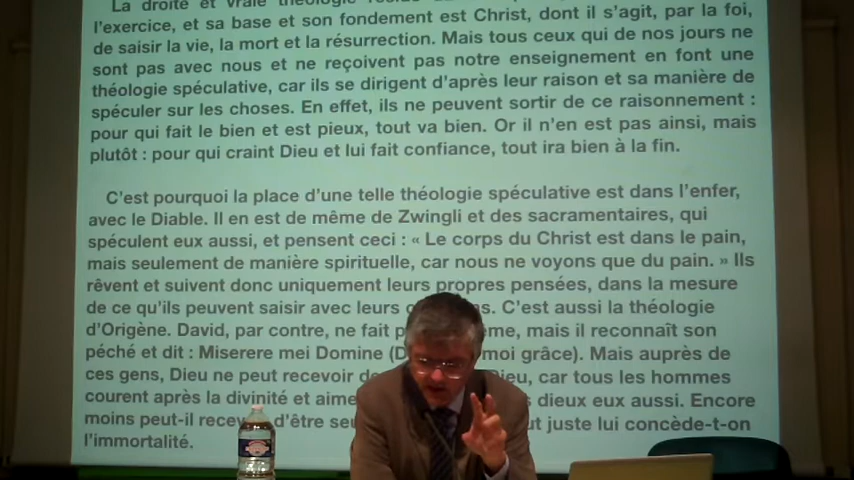 La droite et vraie théologie
l'exercice, et sa base et son fondement est Christ, dont il s'agit, par la foi,
de saisir la vie, la mort et la résurrection. Mais tous ceux qui de nos jours ne
sont pas avec nous et ne reçoivent pas notre enseignement en font une
théologie spéculative, car ils se dirigent d'après leur raison et sa manière de
spéculer sur les choses. En effet, ils ne peuvent sortir de ce raisonnement :
pour qui fait le bien et est pieux, tout va bien. Or il n'en est pas ainsi, mais
plutôt : pour qui craint Dieu et lui fait confiance, tout ira bien à la fin.
C'est pourquoi la place d'une telle théologie spéculative est dans l'enfer,
avec le Diable. Il en est de même de Zwingli et des sacramentaires, qui
spéculent eux aussi, et pensent ceci : « Le corps du Christ est dans le pain,
mais seulement de manière spirituelle, car nous ne voyons que du pain. » Ils
rêvent et suivent donc uniquement leurs propres pensées, dans la mesure
de ce qu'ils peuvent saisir avec leurs C'est aussi la théologie
d'Origène. David, par contre, ne fait mais il reconnaît son
péché et dit : Miserere mei Domine moi grâce). Mais auprès de
ces gens, Dieu ne peut recevoir Dieu, car tous les hommes
courent après la divinité et aime dieux eux aussi. Encore
moins peut-il d'être juste lui concède-t-on
l'immortalité.